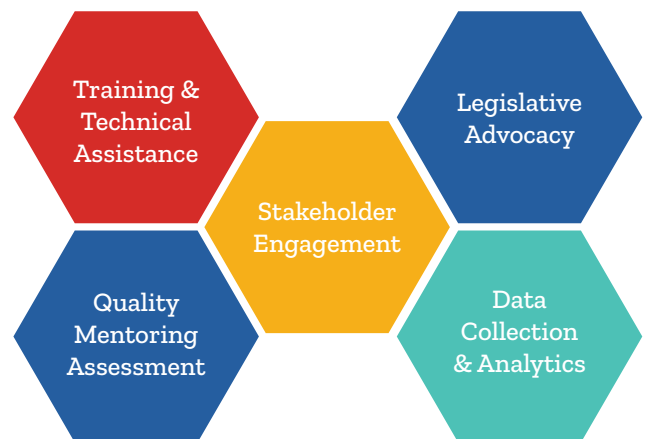 Training &
Technical
Assistance
Legislative
Advocacy
Stakeholder
Engagement
Quality
Mentoring
Assessment
Data
Collection
& Analytics